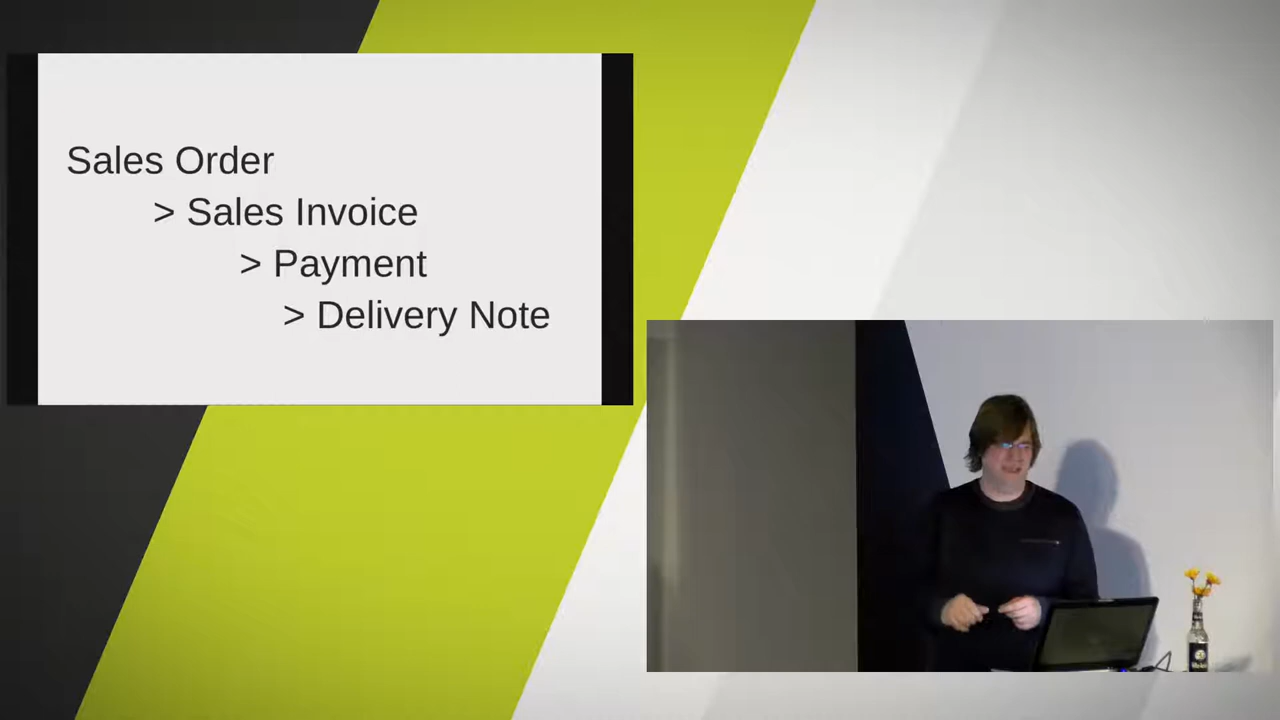 Sales Order
> Sales Invoice
> Payment
> Delivery Note